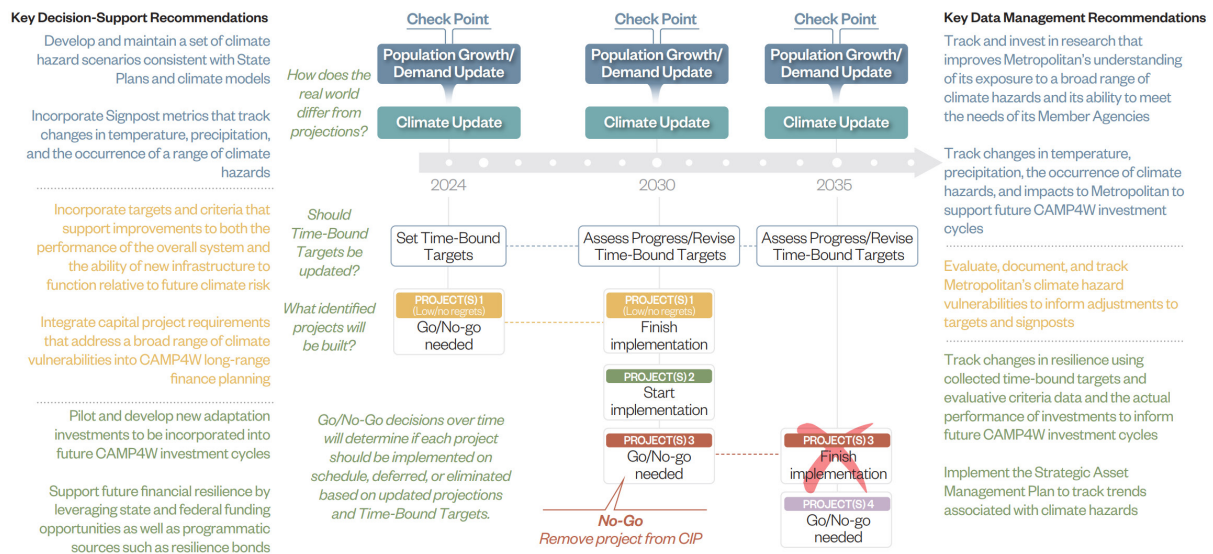 Key Decision-Support Recommendations
Develop and maintain a set of climate
hazard scenarios consistent with State
Plans and climate models
Incorporate Signpost metrics that track
changes in temperature, precipitation,
and the occurrence of a range of climate
hazards
Incorporate targets and criteria that
support improvements to both the
performance of the overall system and
the ability of new infrastructure to
function relative to future climate risk
Integrate capital project requirements
that address a broad range of climate
vulnerabilities into CAMP4W long-range
finance planning
Pilot and develop new adaptation
investments to be incorporated into
future CAMP4W investment cycles
Support future financial resilience by
leveraging state and federal funding
opportunities as well as programmatic
sources such as resilience bonds
How does the
real world
differ from
projections?
Check Point
Population Growth/
Demand Update
Climate Update
Check Point
Population Growth/
Demand Update
Climate Update
Check Point
Population Growth/
Demand Update
Climate Update
2024
2030
2035
Should
Time-Bound
Targets be
updated?
Set Time-Bound
Targets
Assess Progress/Revise
Time-Bound Targets
Assess Progress/Revise
Time-Bound Targets
What identified
projects will
be built?
PROJECT(S) 1
(Low/no regrets)
Go/No-go
needed
PROJECT(S) 1
(Low/no regrets)
Finish
implementation
PROJECT(S) 2
Start
implementation
PROJECT(S) 3
Go/No-go
needed
PROJECT(S) 3
Finish
implementation
PROJECT(S) 4
Go/No-go
needed
Go/No-Go decisions over time
will determine if each project
should be implemented on
schedule, deferred, or eliminated
based on updated projections
and Time-Bound Targets.
No-Go
Remove project from CIP
Key Data Management Recommendations
Track and invest in research that
improves Metropolitan's understanding
of its exposure to a broad range of
climate hazards and its ability to meet
the needs of its Member Agencies
Track changes in temperature,
precipitation, the occurrence of climate
hazards, and impacts to Metropolitan to
support future CAMP4W investment
cycles
Evaluate, document, and track
Metropolitan's climate hazard
vulnerabilities to inform adjustments to
targets and signposts
Track changes in resilience using
collected time-bound targets and
evaluative criteria data and the actual
performance of investments to inform
future CAMP4W investment cycles
Implement the Strategic Asset
Management Plan to track trends
associated with climate hazards